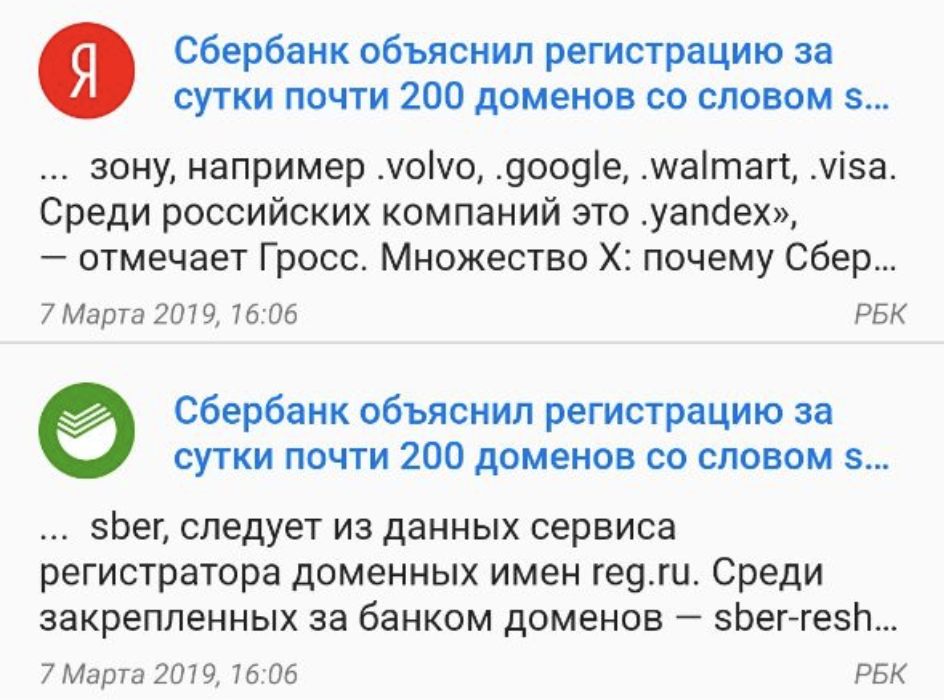 Я
Сбербанк объяснил регистрацию за
сутки почти 200 доменов со словом s...
... зону, например .volvo, .google, .walmart, .visa.
Среди российских компаний это .yandex»,
— отмечает Гросс. Множество X: почему Сбер...
7 Марта 2019, 16:06
РБК
Сбербанк объяснил регистрацию за
сутки почти 200 доменов со словом s...
... sber, следует из данных сервиса
регистратора доменных имен reg.ru. Среди
закрепленных за банком доменов — sber-resh...
7 Марта 2019, 16:06
РБК